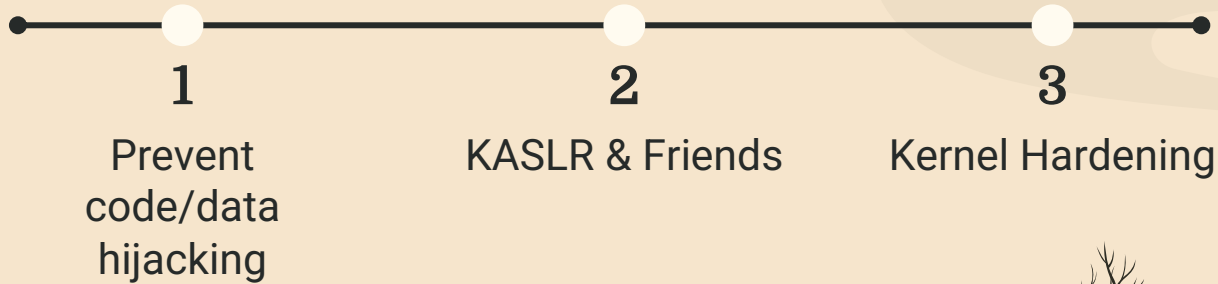 1
Prevent
code/data
hijacking
2
KASLR & Friends
3
Kernel Hardening